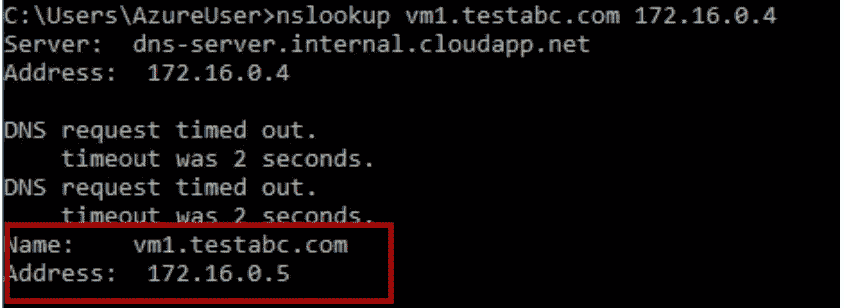 C:\Users\AzureUser>nslookup vm1.testabc.com 172.16.0.4
Server:  dns-server.internal.cloudapp.net
Address:  172.16.0.4
DNS request timed out.
    timeout was 2 seconds.
DNS request timed out.
    timeout was 2 seconds.
Name:    vm1.testabc.com
Address:  172.16.0.5